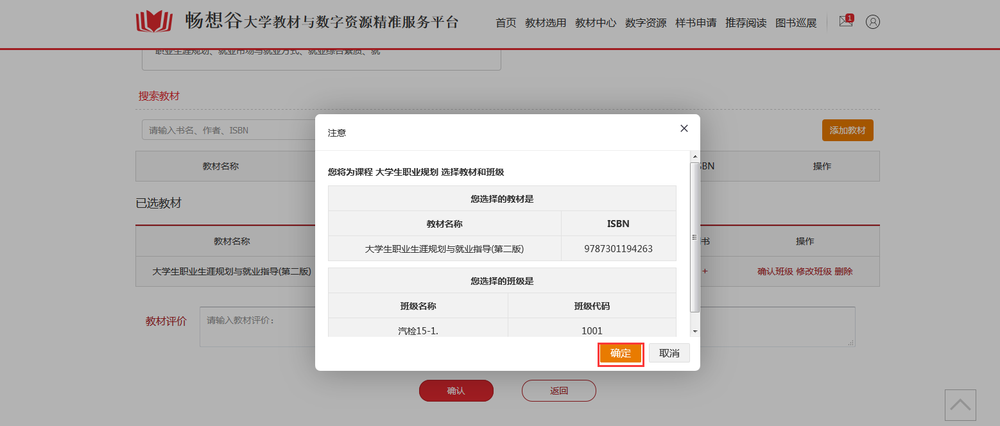 畅想谷大学教材与数字资源精准服务平台
首页 教材选用 教材中心 数字资源 样书申请 推荐阅读 图书巡展 1
职业生涯规划、就业市场与就业方式、就业综合素质、就
搜索教材
请输入书名、作者、ISBN
添加教材
教材名称
SBN
操作
已选教材
教材名称
书
操作
大学生职业生涯规划与就业指导(第二版)
+
确认班级 修改班级 删除
教材评价
请输入教材评价:
确认
返回
注意
您将为课程 大学生职业规划 选择教材和班级
您选择的教材是
教材名称 ISBN
大学生职业生涯规划与就业指导(第二版) 9787301194263
您选择的班级是
班级名称 班级代码
汽检15-1. 1001
确定 取消